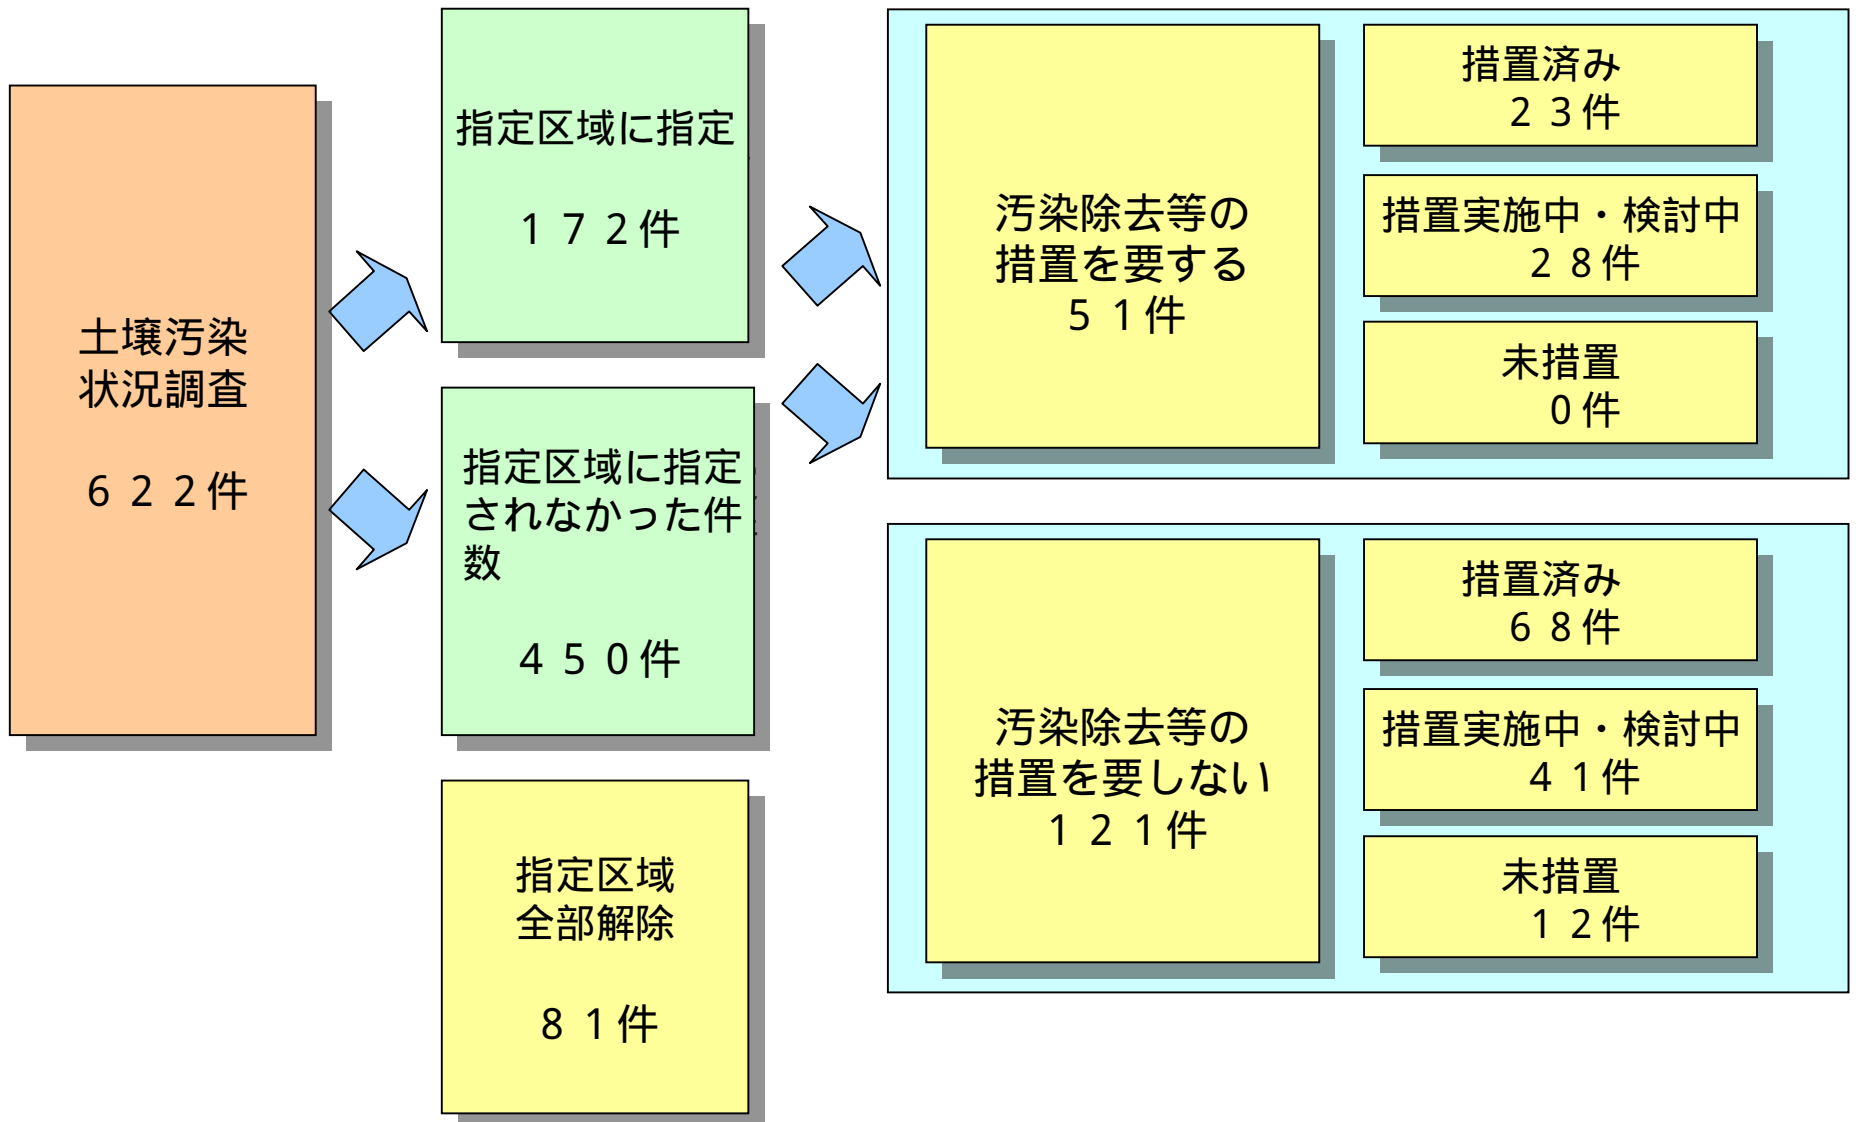 土壌汚染
状況調査
６２２件
指定区域に指定
１７２件
指定区域に指定
されなかった件
数
４５０件
指定区域
全部解除
８１件
汚染除去等の
措置を要する
５１件
措置済み
２３件
措置実施中・検討中
２８件
未措置
０件
汚染除去等の
措置を要しない
１２１件
措置済み
６８件
措置実施中・検討中
４１件
未措置
１２件